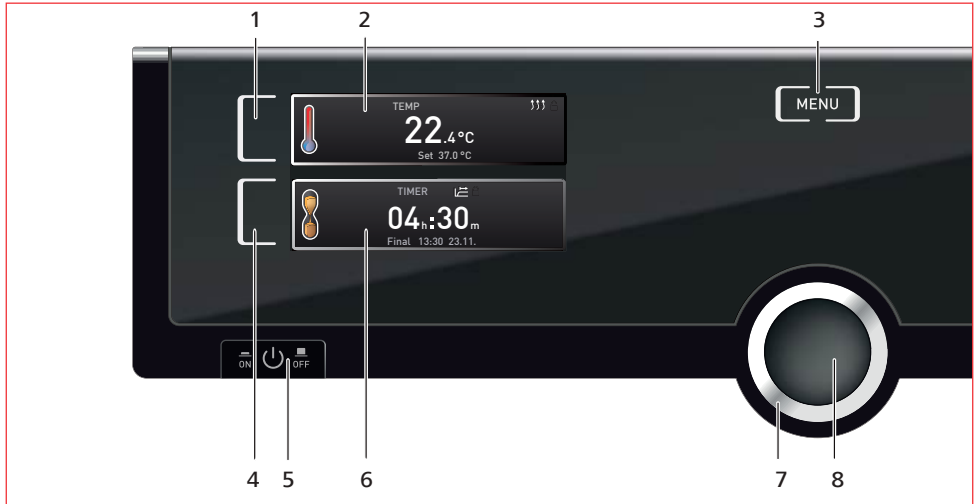 1 2 3
TEMP
22.4°C
Set 37.0°C
MENU
TIMER
04h:30m
Final 13:30 23.11.
ON OFF
4 5 6 7 8